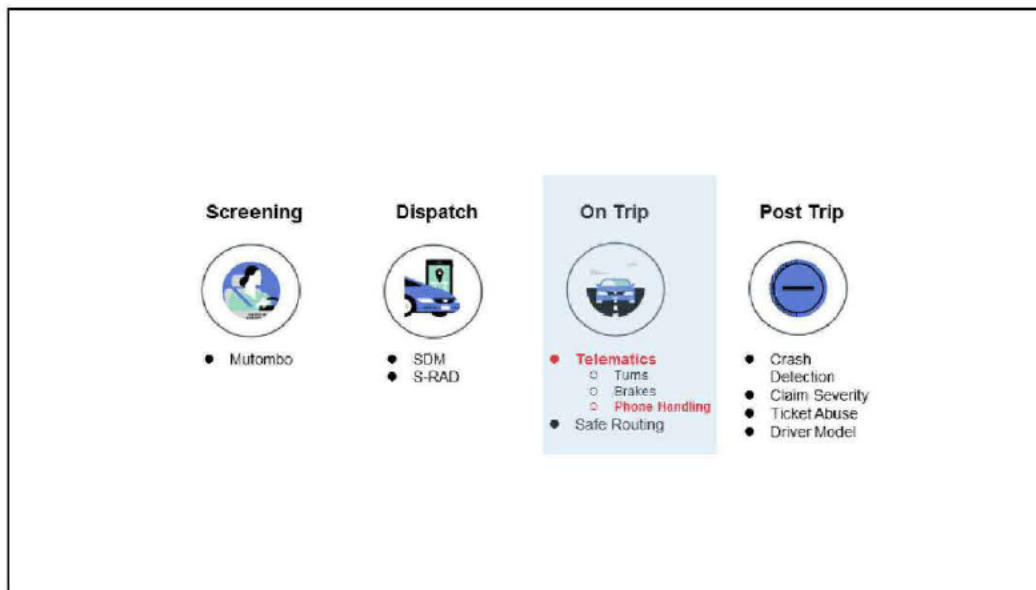 Screening
Mutombo
Dispatch
SDM
S-RAD
On Trip
Telematics
Turns
Brakes
Phone Handling
Safe Routing
Post Trip
Crash
Detection
Claim Severity
Ticket Abuse
Driver Model